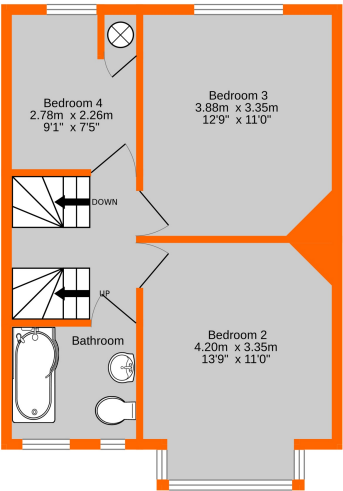 Bedroom 4
2.78m x 2.26m
9'1" x 7'5"
Bedroom 3
3.88m x 3.35m
12'9" x 11'0"
DOWN
UP
Bathroom
Bedroom 2
4.20m x 3.35m
13'9" x 11'0"